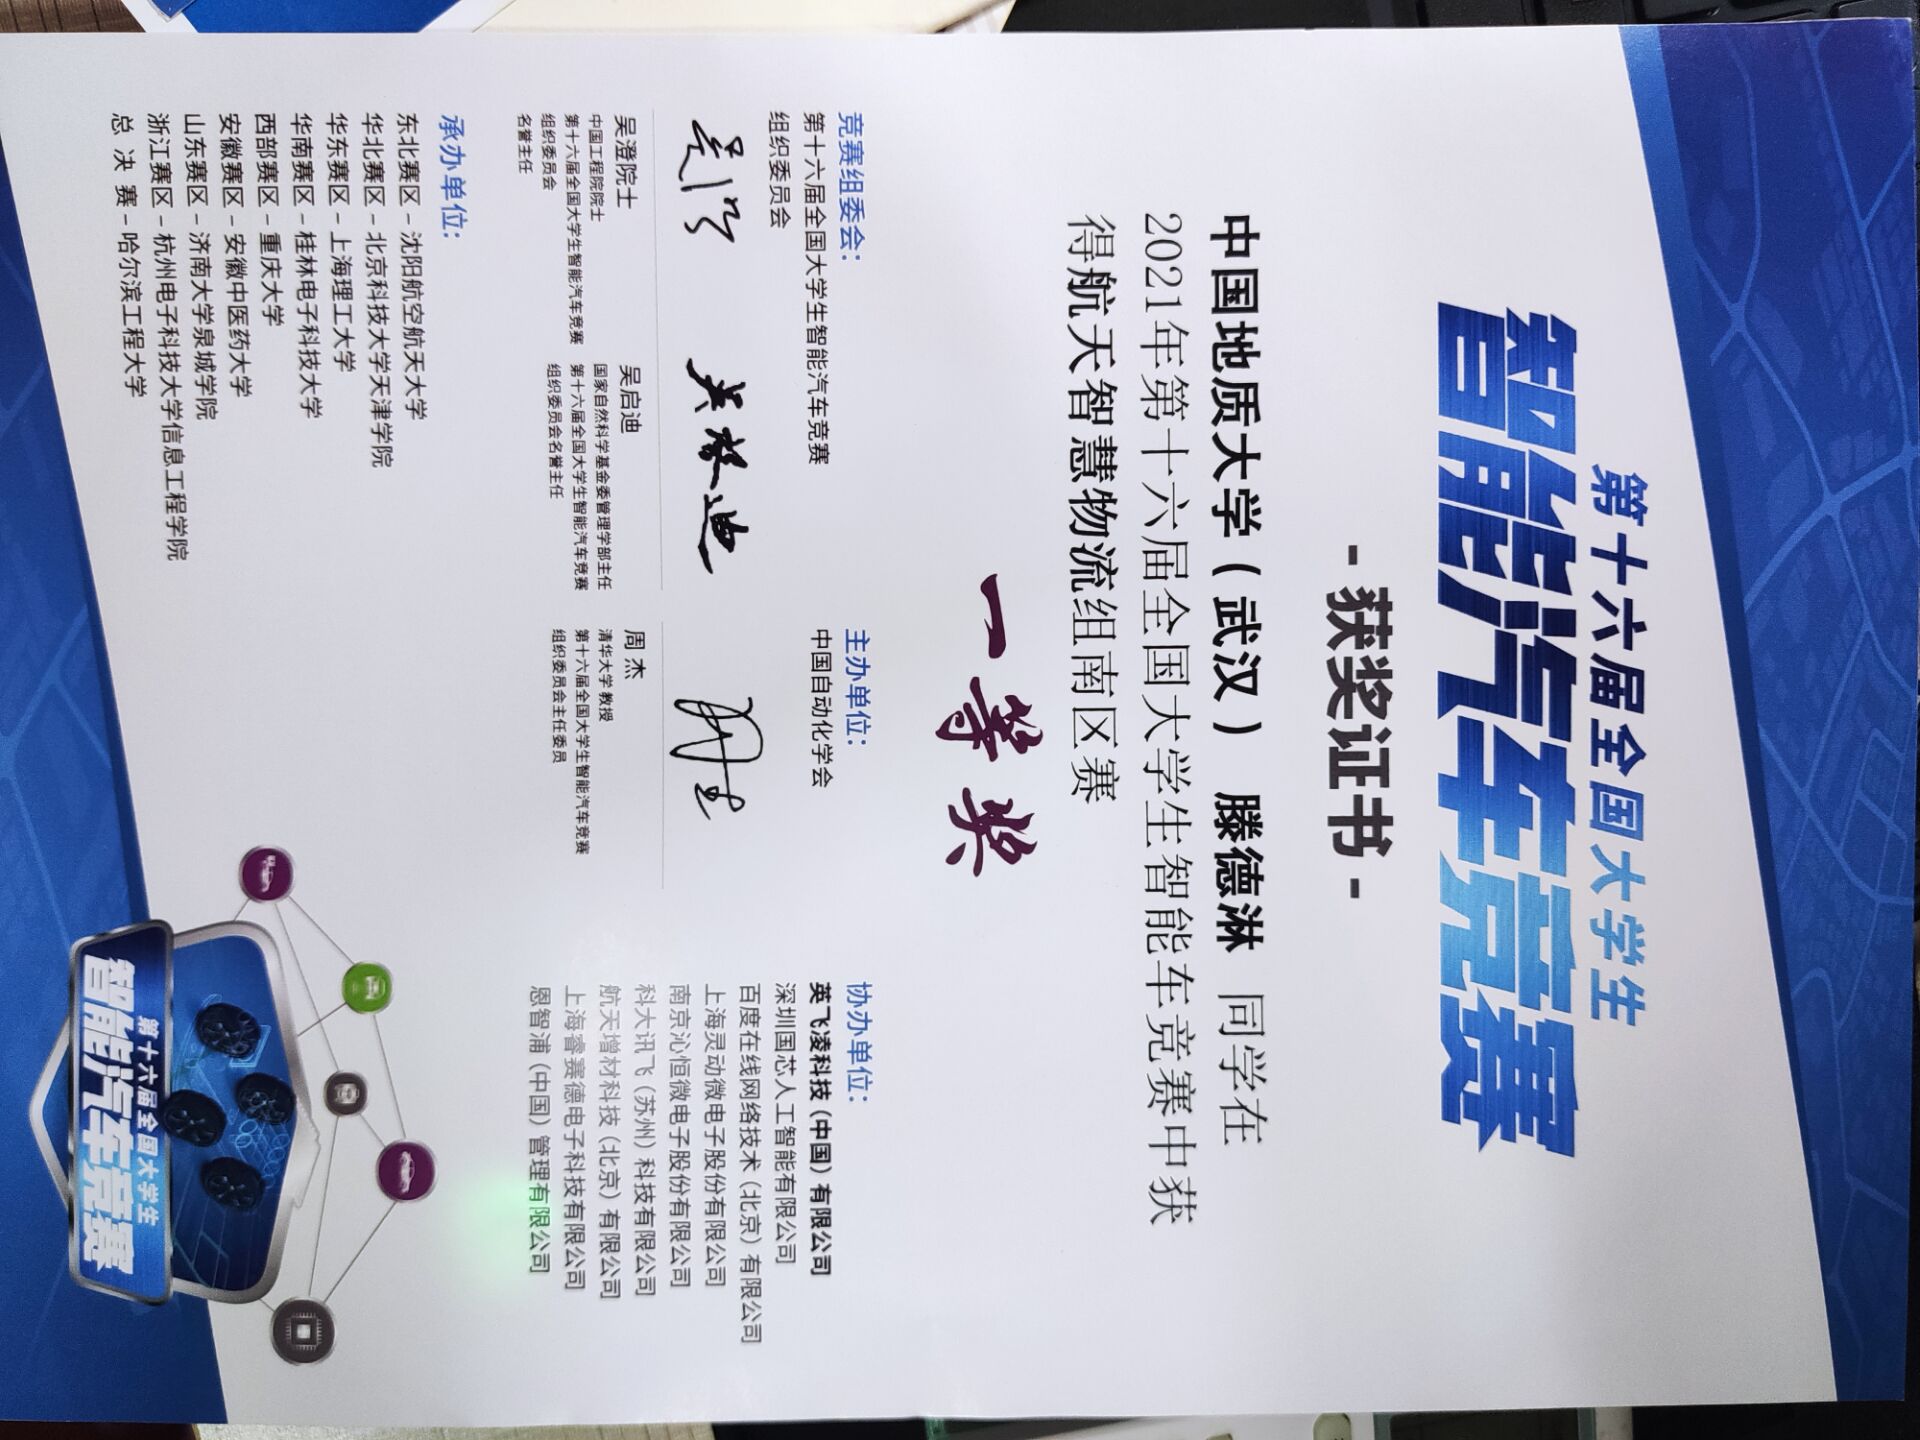 第十六届全国大学生
智能汽车竞赛
- 获奖证书 -
中国地质大学（武汉） 滕德淋 同学在
2021年第十六届全国大学生智能车竞赛中获
得航天智慧物流组南区赛
一等奖
竞赛组委会：
第十六届全国大学生智能汽车竞赛
组织委员会
吴澄
吴启迪
吴澄院士
中国工程院院士
第十六届全国大学生智能汽车竞赛
组织委员会
名誉主任
吴启迪
国家自然科学基金委管理学部主任
第十六届全国大学生智能汽车竞赛
组织委员会名誉主任
主办单位：
中国自动化学会
周杰
清华大学 教授
第十六届全国大学生智能汽车竞赛
组织委员会主任委员
协办单位：
英飞凌科技（中国）有限公司
深圳国芯人工智能有限公司
百度在线网络技术（北京）有限公司
上海灵动微电子股份有限公司
南京沁恒微电子股份有限公司
科大讯飞（苏州）科技有限公司
航天增材科技（北京）有限公司
上海睿赛德电子科技有限公司
恩智浦（中国）管理有限公司
承办单位：
东北赛区 - 沈阳航空航天大学
华北赛区 - 北京科技大学天津学院
华东赛区 - 上海理工大学
华南赛区 - 桂林电子科技大学
西部赛区 - 重庆大学
安徽赛区 - 安徽中医药大学
山东赛区 - 济南大学泉城学院
浙江赛区 - 杭州电子科技大学信息工程学院
总 决 赛 - 哈尔滨工程大学
第十六届全国大学生
智能汽车竞赛